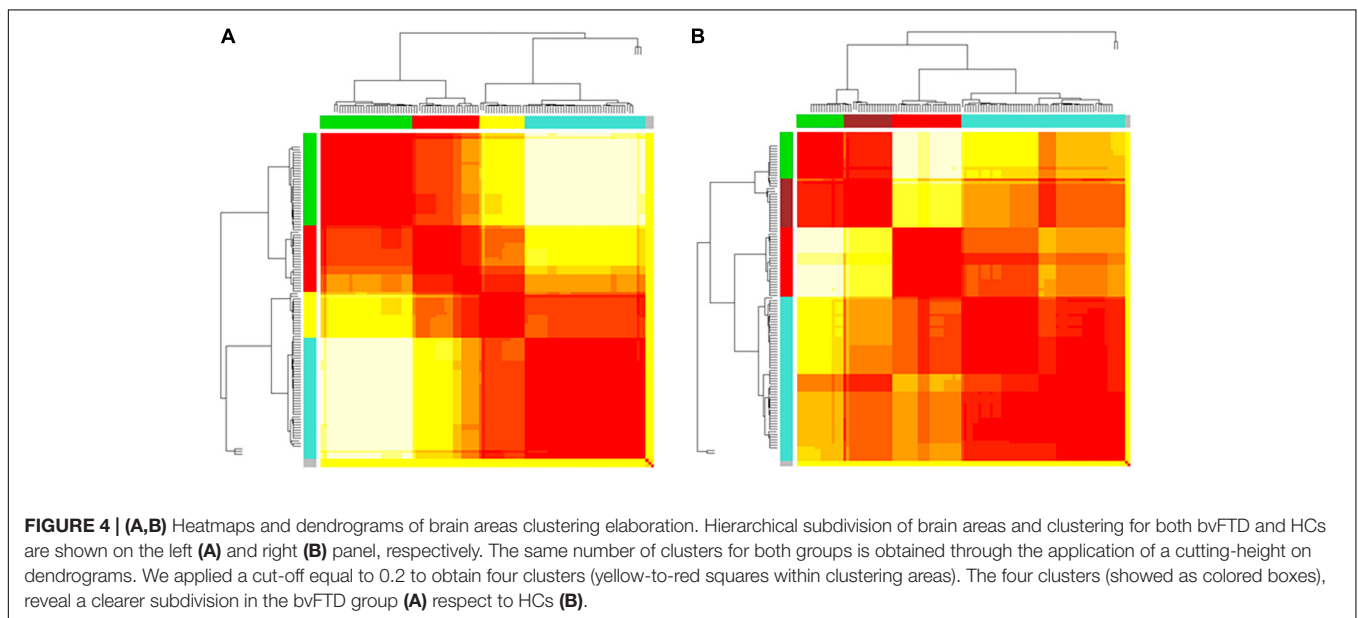 A
B
FIGURE 4 | (A,B) Heatmaps and dendrograms of brain areas clustering elaboration. Hierarchical subdivision of brain areas and clustering for both bvFTD and HCs
are shown on the left (A) and right (B) panel, respectively. The same number of clusters for both groups is obtained through the application of a cutting-height on
dendrograms. We applied a cut-off equal to 0.2 to obtain four clusters (yellow-to-red squares within clustering areas). The four clusters (showed as colored boxes),
reveal a clearer subdivision in the bvFTD group (A) respect to HCs (B).